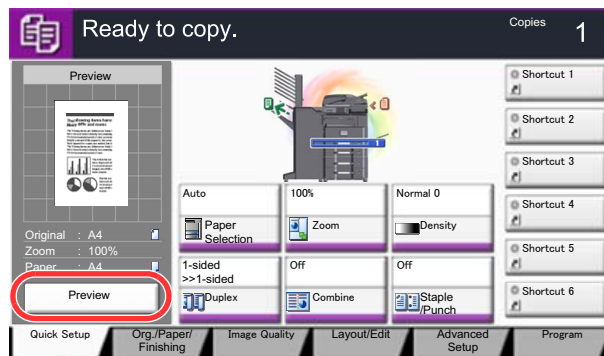 Ready to copy.
Copies 1
Preview
Original : A4
Zoom : 100%
Paper : A4
Preview
1
Auto
Paper
Selection
100%
Zoom
Normal 0
Density
1-sided
>>1-sided
Duplex
Off
Combine
Off
Staple
/Punch
Shortcut 1
Shortcut 2
Shortcut 3
Shortcut 4
Shortcut 5
Shortcut 6
Quick Setup
Org./Paper/
Finishing
Image Quality
Layout/Edit
Advanced
Setup
Program